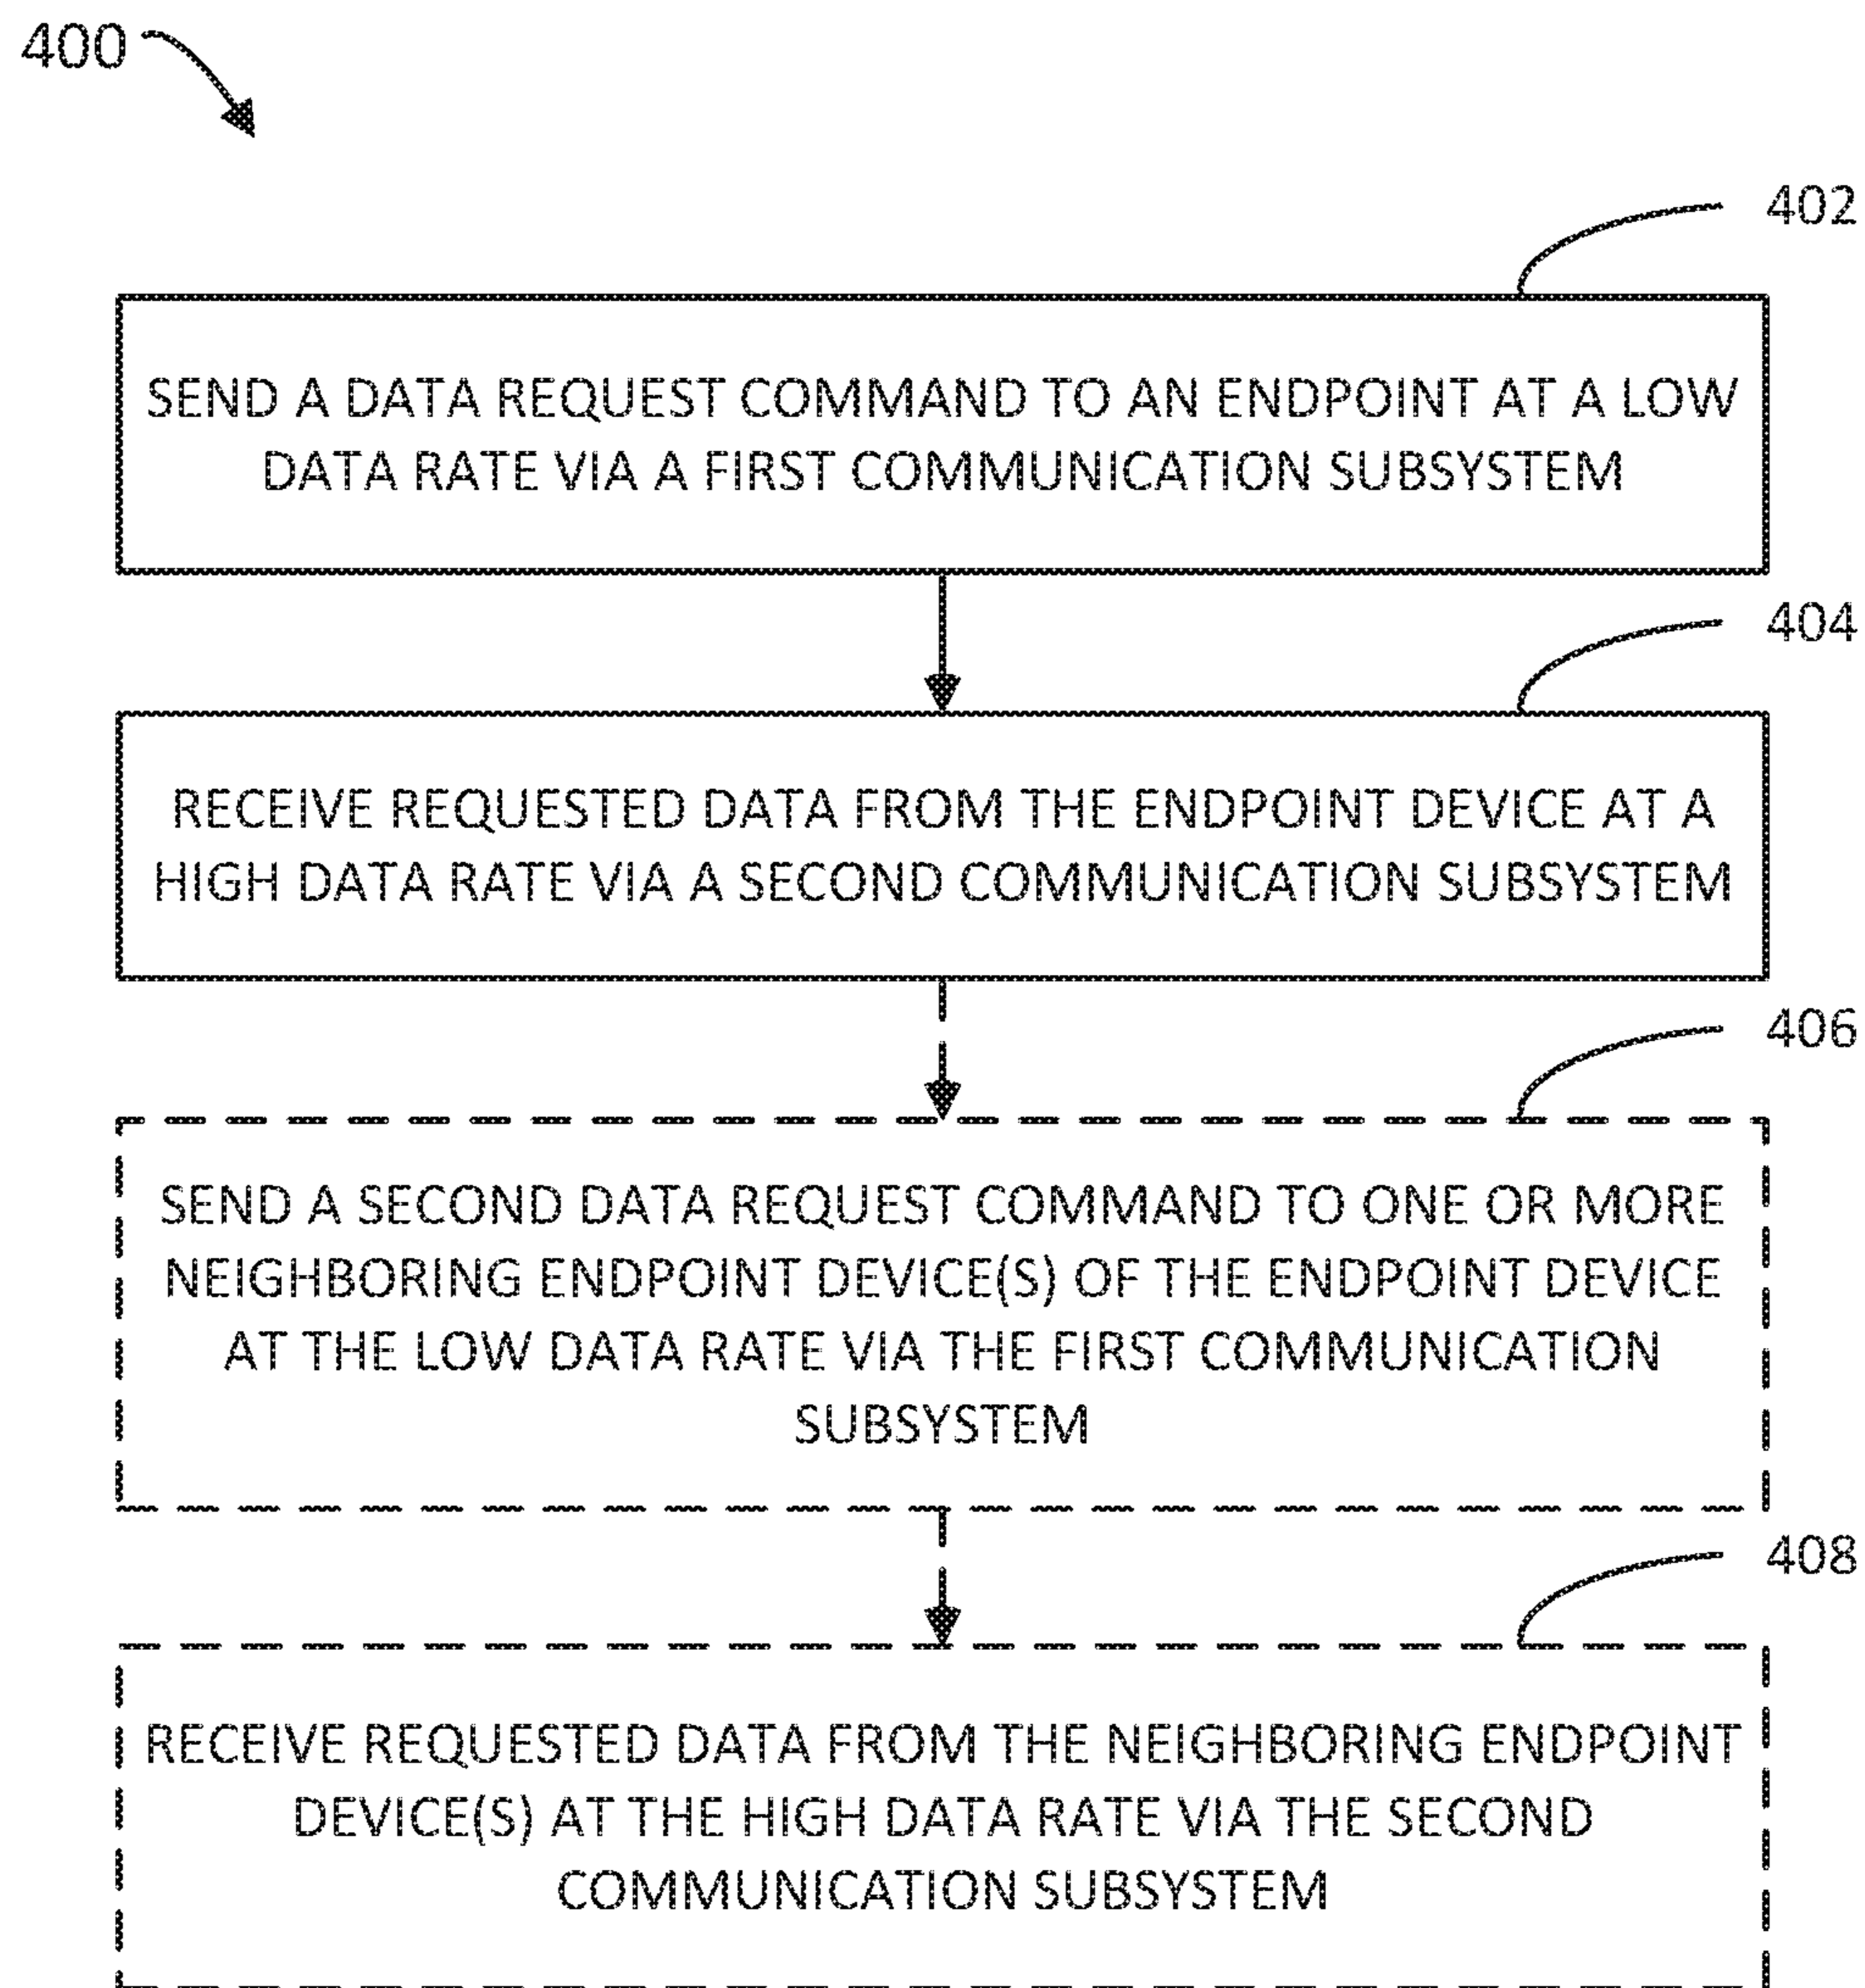 400
402
SEND A DATA REQUEST COMMAND TO AN ENDPOINT AT A LOW
DATA RATE VIA A FIRST COMMUNICATION SUBSYSTEM
404
RECEIVE REQUESTED DATA FROM THE ENDPOINT DEVICE AT A
HIGH DATA RATE VIA A SECOND COMMUNICATION SUBSYSTEM
406
SEND A SECOND DATA REQUEST COMMAND TO ONE OR MORE
NEIGHBORING ENDPOINT DEVICE(S) OF THE ENDPOINT DEVICE
AT THE LOW DATA RATE VIA THE FIRST COMMUNICATION
SUBSYSTEM
408
RECEIVE REQUESTED DATA FROM THE NEIGHBORING ENDPOINT
DEVICE(S) AT THE HIGH DATA RATE VIA THE SECOND
COMMUNICATION SUBSYSTEM